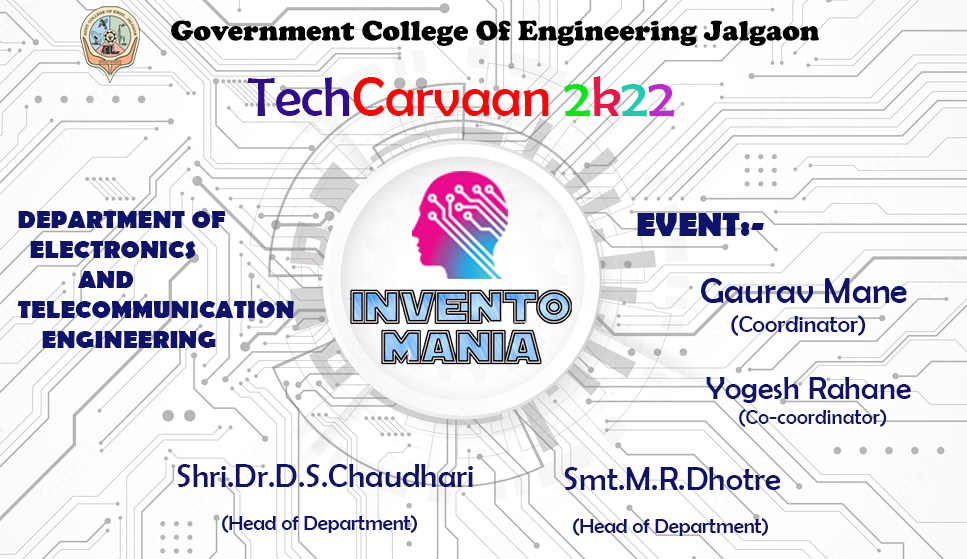 Government College Of Engineering Jalgaon
TechCarvaan 2k22
DEPARTMENT OF
ELECTRONICS
AND
TELECOMMUNICATION
ENGINEERING
INVENTO
MANIA
EVENT:-
Gaurav Mane
(Coordinator)
Yogesh Rahane
(Co-coordinator)
Shri.Dr.D.S.Chaudhari
(Head of Department)
Smt.M.R.Dhotre
(Head of Department)